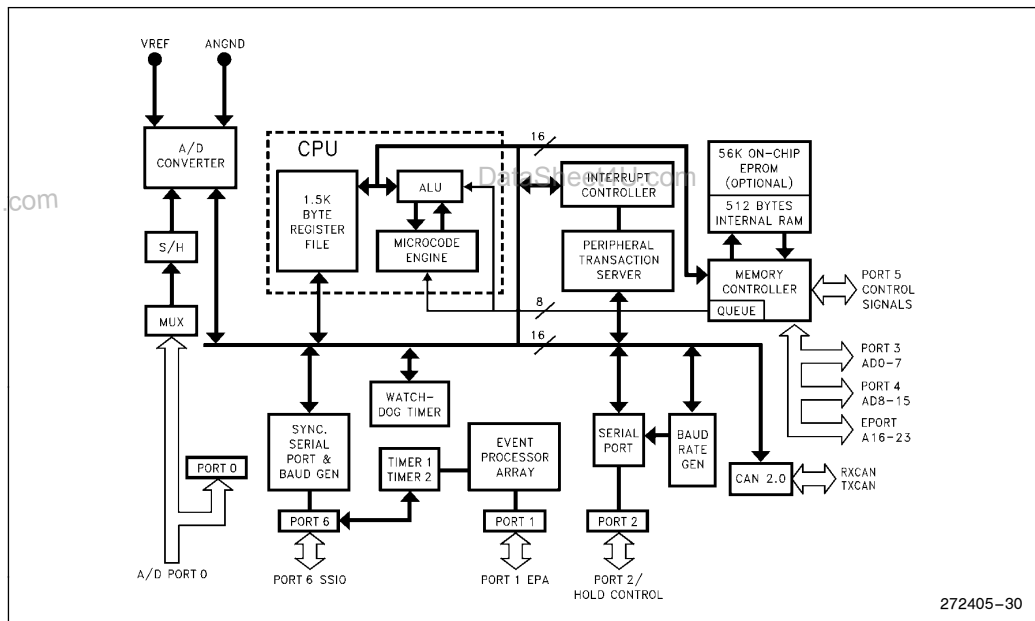 VREF
ANGND
A/D
CONVERTER
S/H
MUX
PORT 0
A/D PORT 0
CPU
1.5K
BYTE
REGISTER
FILE
ALU
MICROCODE
ENGINE
16
DataSheet4U.com
.com
INTERRUPT
CONTROLLER
PERIPHERAL
TRANSACTION
SERVER
56K ON-CHIP
EPROM
(OPTIONAL)
512 BYTES
INTERNAL RAM
MEMORY
CONTROLLER
QUEUE
8
16
PORT 5
CONTROL
SIGNALS
PORT 3
AD0-7
PORT 4
AD8-15
EPORT
A16-23
WATCH-
DOG TIMER
SYNC.
SERIAL
PORT &
BAUD GEN
TIMER 1
TIMER 2
EVENT
PROCESSOR
ARRAY
SERIAL
PORT
BAUD
RATE
GEN
CAN 2.0
RXCAN
TXCAN
PORT 6
PORT 1
PORT 2
PORT 6 SSIO
PORT 1 EPA
PORT 2/
HOLD CONTROL
272405-30